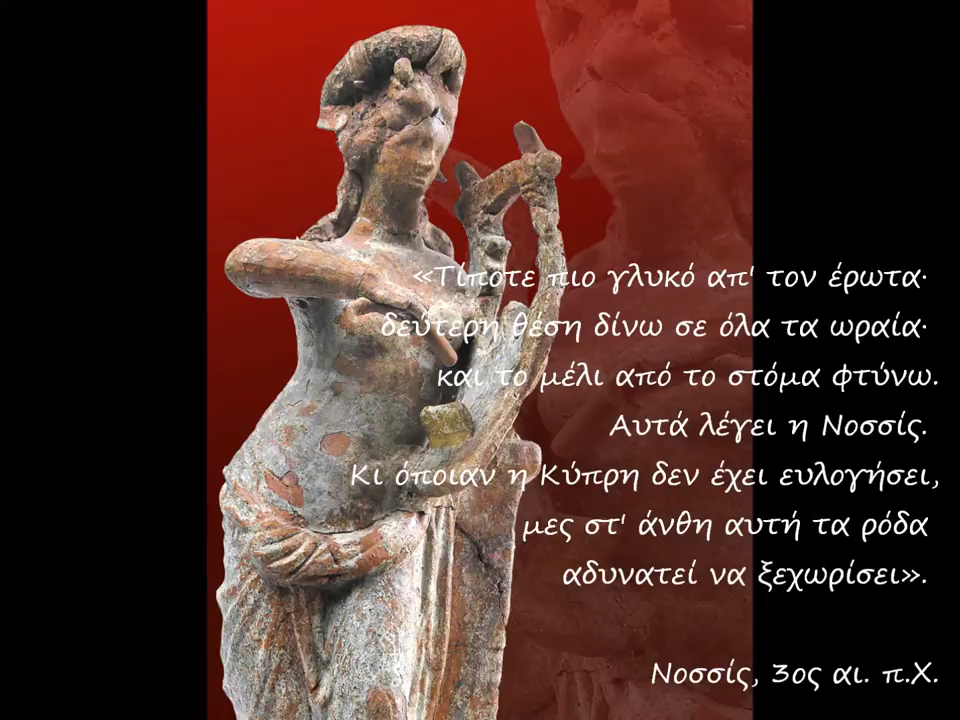 «Τίποτε πιο γλυκό απ' τον έρωτα·
δεύτερη θέση δίνω σε όλα τα ωραία·
και το μέλι από το στόμα φτύνω.
Αυτά λέγει η Νοσσίς.
Κι όποιαν η Κύπρη δεν έχει ευλογήσει,
μες στ' άνθη αυτή τα ρόδα
αδυνατεί να ξεχωρίσει».
Νοσσίς, 3ος αι. π.Χ.